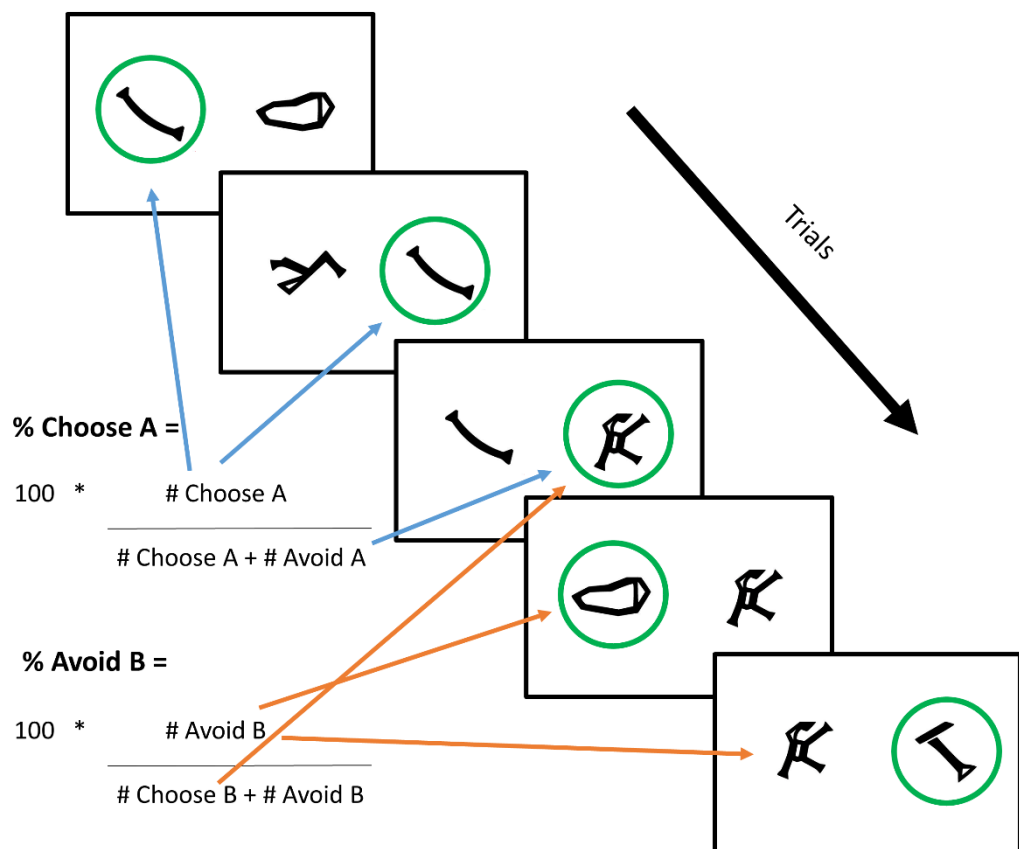 Trials
% Choose A =
100 * # Choose A
# Choose A + # Avoid A
% Avoid B =
100 * # Avoid B
# Choose B + # Avoid B